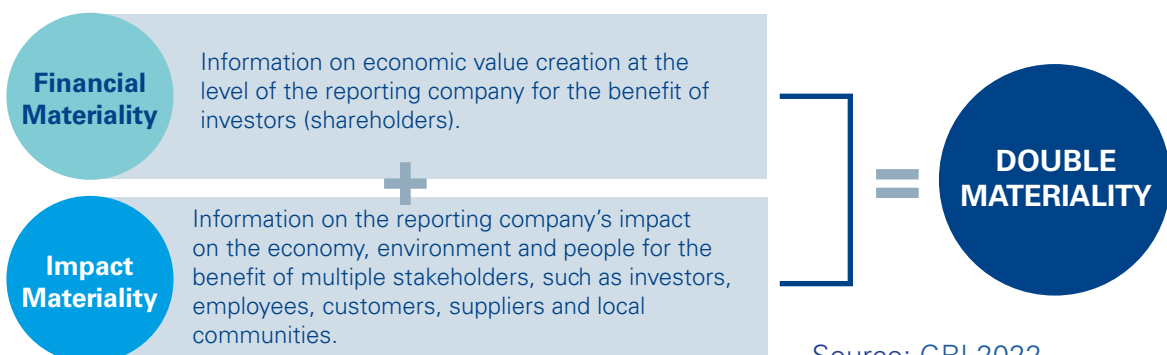 Financial
Materiality
Information on economic value creation at the
level of the reporting company for the benefit of
investors (shareholders).
+
Impact
Materiality
Information on the reporting company's impact
on the economy, environment and people for the
benefit of multiple stakeholders, such as investors,
employees, customers, suppliers and local
communities.
=
DOUBLE
MATERIALITY
Source: GRI 2022